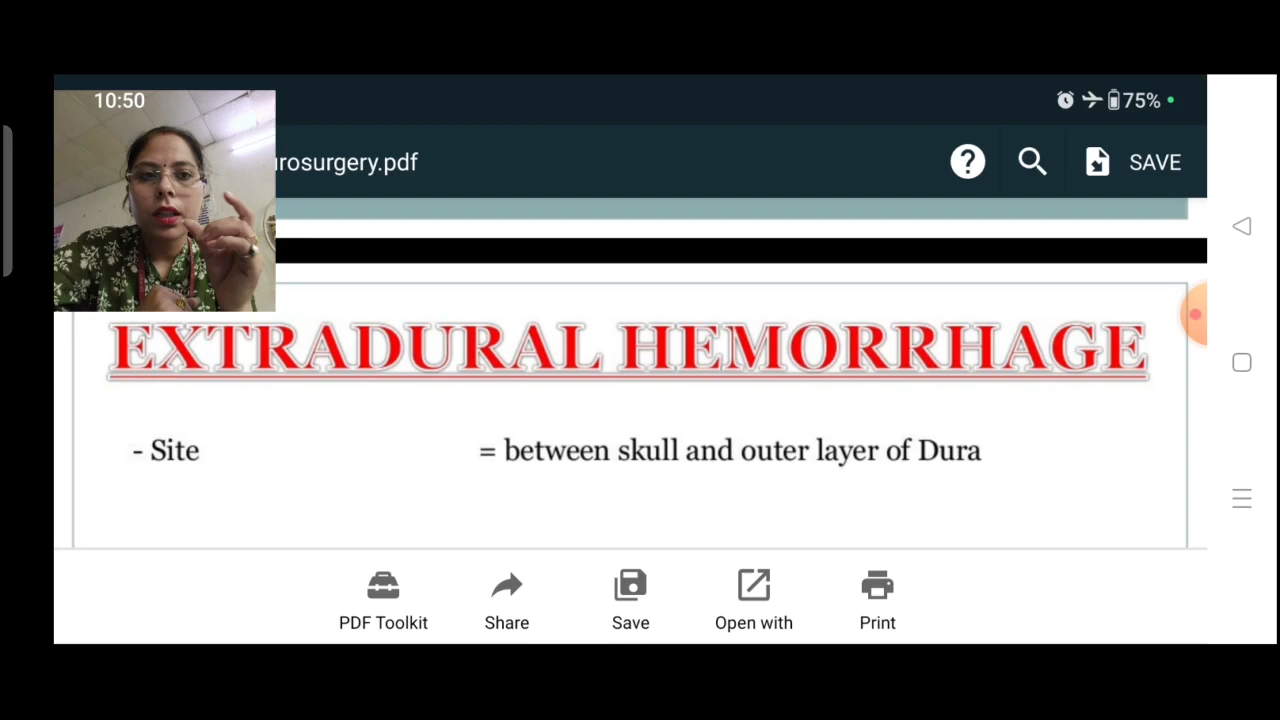 10:50
75%
urosurgery.pdf
SAVE
EXTRADURAL HEMORRHAGE
- Site = between skull and outer layer of Dura
PDF Toolkit
Share
Save
Open with
Print